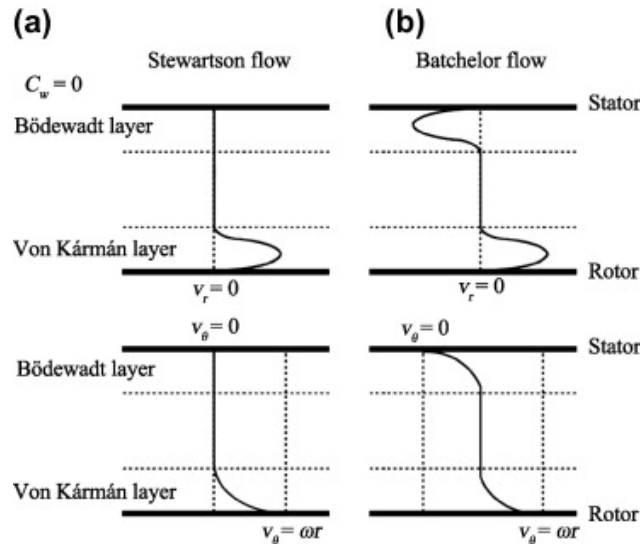 (a)
(b)
Stewartson flow
Batchelor flow
C_w = 0
Stator
Bödewadt layer
Von Kármán layer
Rotor
v_r = 0
v_r = 0
v_θ = 0
v_θ = 0
Stator
Bödewadt layer
Von Kármán layer
Rotor
v_θ = ωr
v_θ = ωr